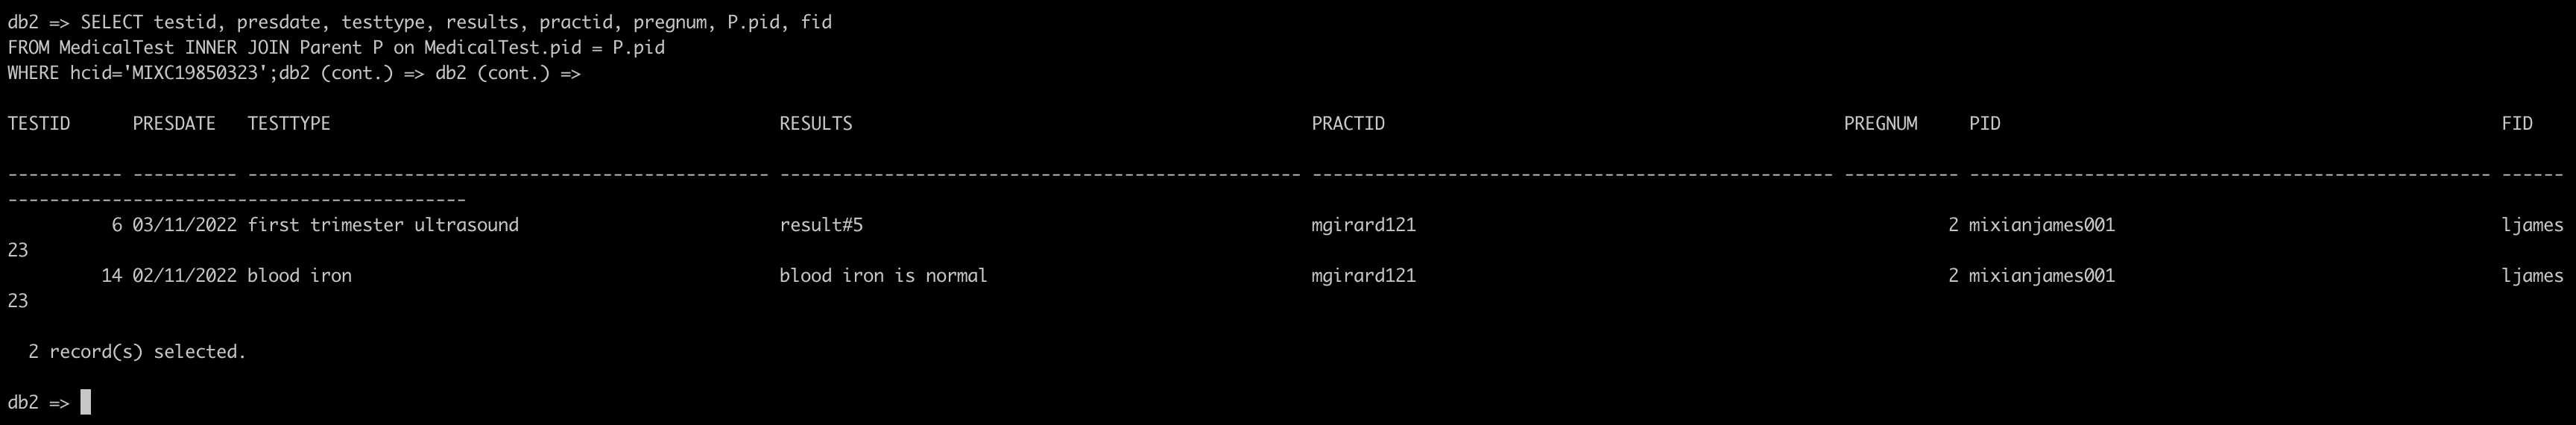 db2 => SELECT testid, presdate, testtype, results, practid, pregnum, P.pid, fid
FROM MedicalTest INNER JOIN Parent P on MedicalTest.pid = P.pid
WHERE hcid='MIXC19850323';db2 (cont.) => db2 (cont.) =>
TESTID      PRESDATE   TESTTYPE                                           RESULTS                                            PRACTID                                            PREGNUM     PID                                                FID
----------- ---------- -------------------------------------------------- -------------------------------------------------- -------------------------------------------------- ----------- -------------------------------------------------- ------
--------------------------------------------
          6 03/11/2022 first trimester ultrasound                         result#5                                           mgirard121                                                   2 mixianjames001                                     ljames
23
         14 02/11/2022 blood iron                                         blood iron is normal                               mgirard121                                                   2 mixianjames001                                     ljames
23
  2 record(s) selected.
db2 =>